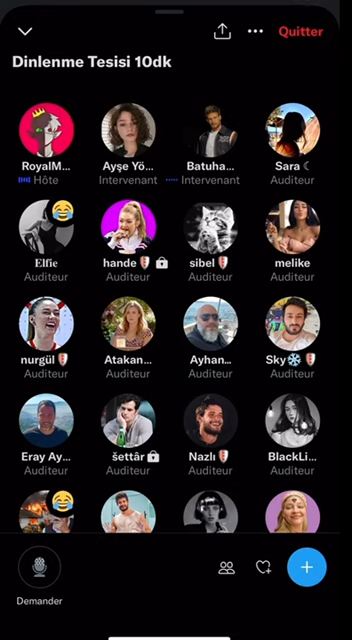 Quitter
Dinlenme Tesisi 10dk
RoyalM... Ayşe Yö... Batuha... Sara ☾
Hôte Intervenant Intervenant Auditeur
Elfie hande sibel melike
Auditeur Auditeur Auditeur Auditeur
nurgül Atakan... Ayhan... Sky❄️
Auditeur Auditeur Auditeur Auditeur
Eray Ay... šettâr Nazlı BlackLi...
Auditeur Auditeur Auditeur Auditeur
Demander